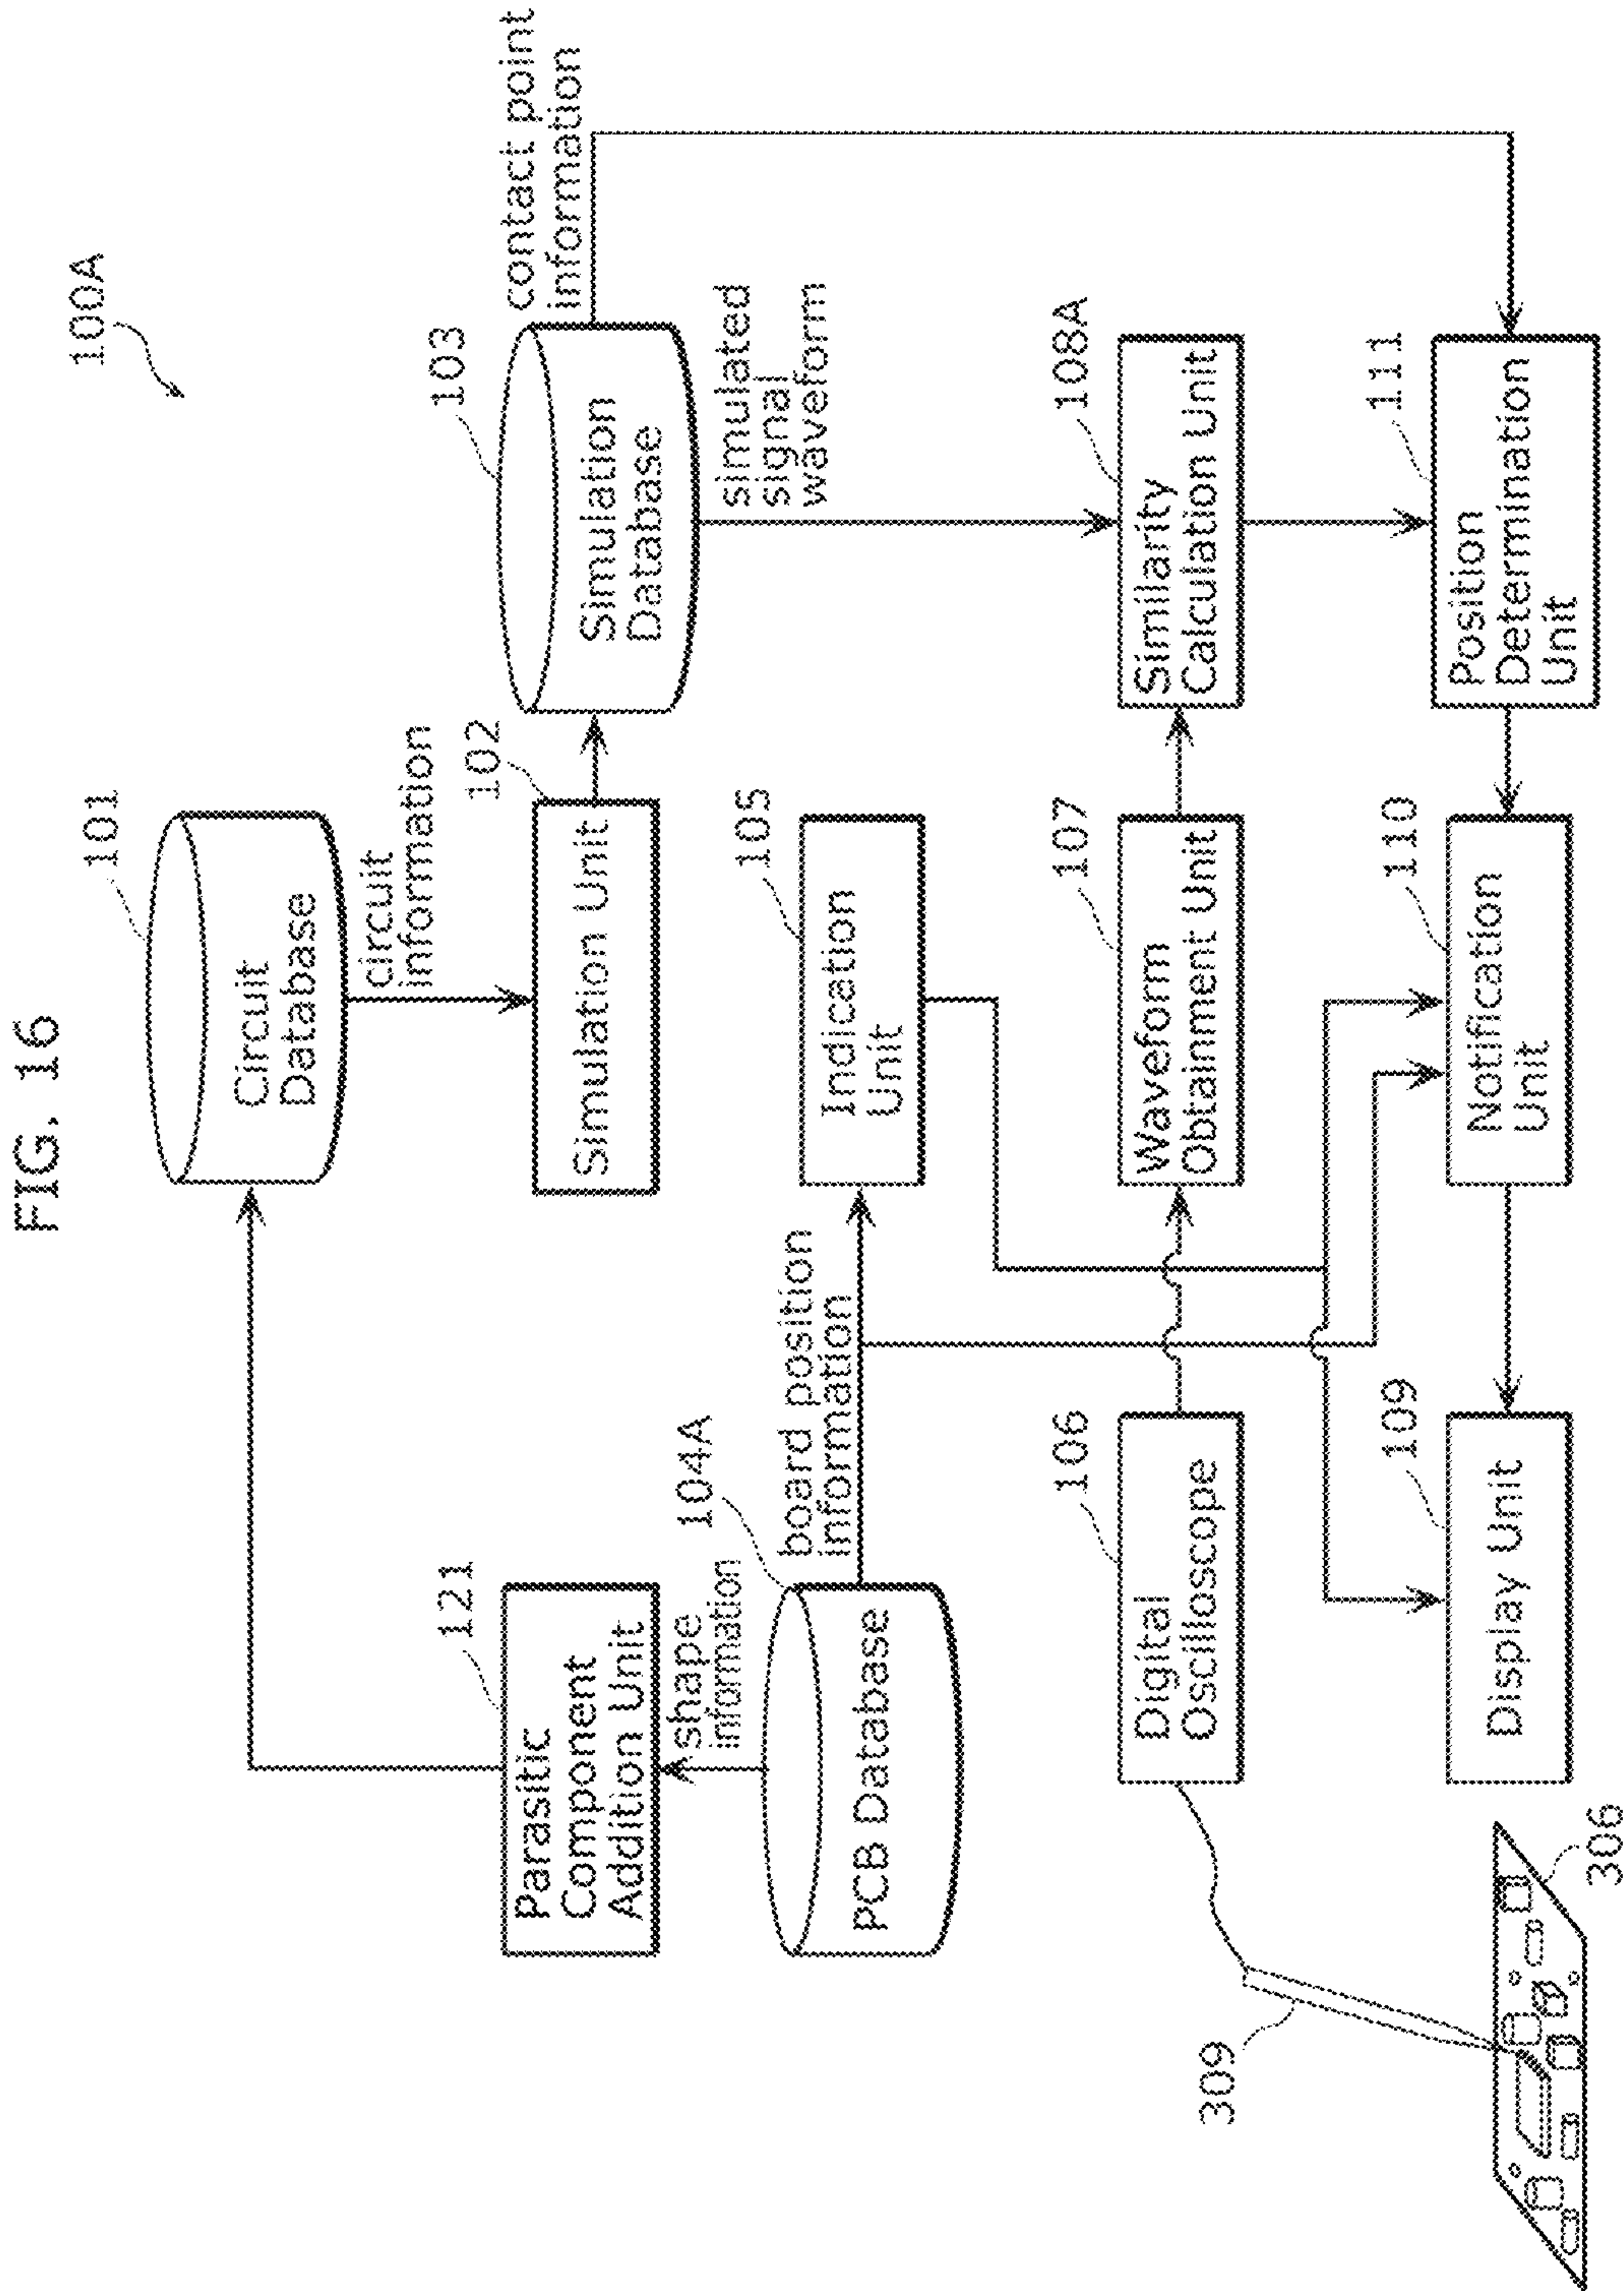 FIG. 16
100A
101
Circuit
Database
circuit
information
102
Simulation Unit
103
Simulation
Database
contact point
information
simulated
signal
waveform
121
Parasitic
Component
Addition Unit
shape
information
104A
PCB Database
board position
information
105
Indication
Unit
106
Digital
Oscilloscope
107
Waveform
Obtainment Unit
108A
Similarity
Calculation Unit
109
Display Unit
110
Notification
Unit
111
Position
Determination
Unit
309
306